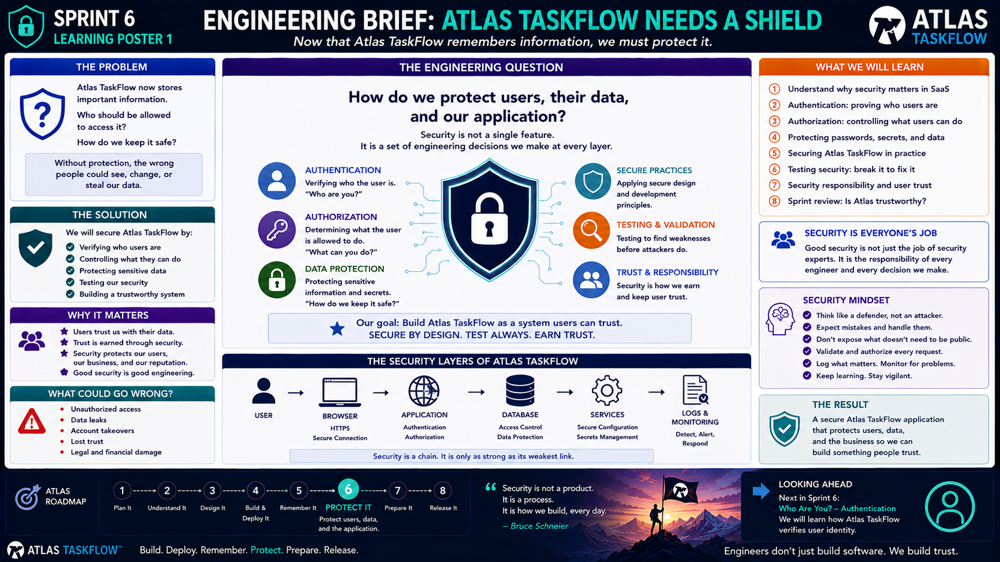 SPRINT 6
LEARNING POSTER 1
ENGINEERING BRIEF: ATLAS TASKFLOW NEEDS A SHIELD
Now that Atlas TaskFlow remembers information, we must protect it.
ATLAS
TASKFLOW
THE PROBLEM
Atlas TaskFlow now stores
important information.
Who should be allowed
to access it?
How do we keep it safe?
?
Without protection, the wrong
people could see, change, or
steal our data.
THE SOLUTION
We will secure Atlas TaskFlow by:
Verifying who users are
Controlling what they can do
Protecting sensitive data
Testing our security
Building a trustworthy system
WHY IT MATTERS
Users trust us with their data.
Trust is earned through security.
Security protects our users,
our business, and our reputation.
Good security is good engineering.
WHAT COULD GO WRONG?
!
• Unauthorized access
• Data leaks
• Account takeovers
• Lost trust
• Legal and financial damage
THE ENGINEERING QUESTION
How do we protect users, their data,
and our application?
Security is not a single feature.
It is a set of engineering decisions we make at every layer.
AUTHENTICATION
Verifying who the user is.
“Who are you?”
AUTHORIZATION
Determining what the user
is allowed to do.
“What can you do?”
DATA PROTECTION
Protecting sensitive
information and secrets.
“How do we keep it safe?”
SECURE PRACTICES
Applying secure design
and development
principles.
TESTING & VALIDATION
Testing to find weaknesses
before attackers do.
TRUST & RESPONSIBILITY
Security is how we earn
and keep user trust.
Our goal: Build Atlas TaskFlow as a system users can trust.
SECURE BY DESIGN. TEST ALWAYS. EARN TRUST.
THE SECURITY LAYERS OF ATLAS TASKFLOW
USER
BROWSER
HTTPS
Secure Connection
APPLICATION
Authentication
Authorization
DATABASE
Access Control
Data Protection
SERVICES
Secure Configuration
Secrets Management
LOGS &
MONITORING
Detect, Alert,
Respond
Security is a chain. It is only as strong as its weakest link.
WHAT WE WILL LEARN
1 Understand why security matters in SaaS
2 Authentication: proving who users are
3 Authorization: controlling what users can do
4 Protecting passwords, secrets, and data
5 Securing Atlas TaskFlow in practice
6 Testing security: break it to fix it
7 Security responsibility and user trust
8 Sprint review: Is Atlas trustworthy?
SECURITY IS EVERYONE’S JOB
Good security is not just the job of security
experts. It is the responsibility of every
engineer and every decision we make.
SECURITY MINDSET
Think like a defender, not an attacker.
Expect mistakes and handle them.
Don’t expose what doesn’t need to be public.
Validate and authorize every request.
Log what matters. Monitor for problems.
Keep learning. Stay vigilant.
THE RESULT
A secure Atlas TaskFlow application
that protects users, data,
and the business so we can
build something people trust.
ATLAS
ROADMAP
1
Plan It
2
Understand It
3
Design It
4
Build &
Deploy It
5
Remember It
6
PROTECT IT
Protect users, data,
and the application.
7
Prepare It
8
Release It
“ Security is not a product.
It is a process.
It is how we build, every day.
— Bruce Schneier
LOOKING AHEAD
Next in Sprint 6:
Who Are You? – Authentication
We will learn how Atlas TaskFlow
verifies user identity.
ATLAS TASKFLOW™
Build. Deploy. Remember. Protect. Prepare. Release.
Engineers don’t just build software. We build trust.